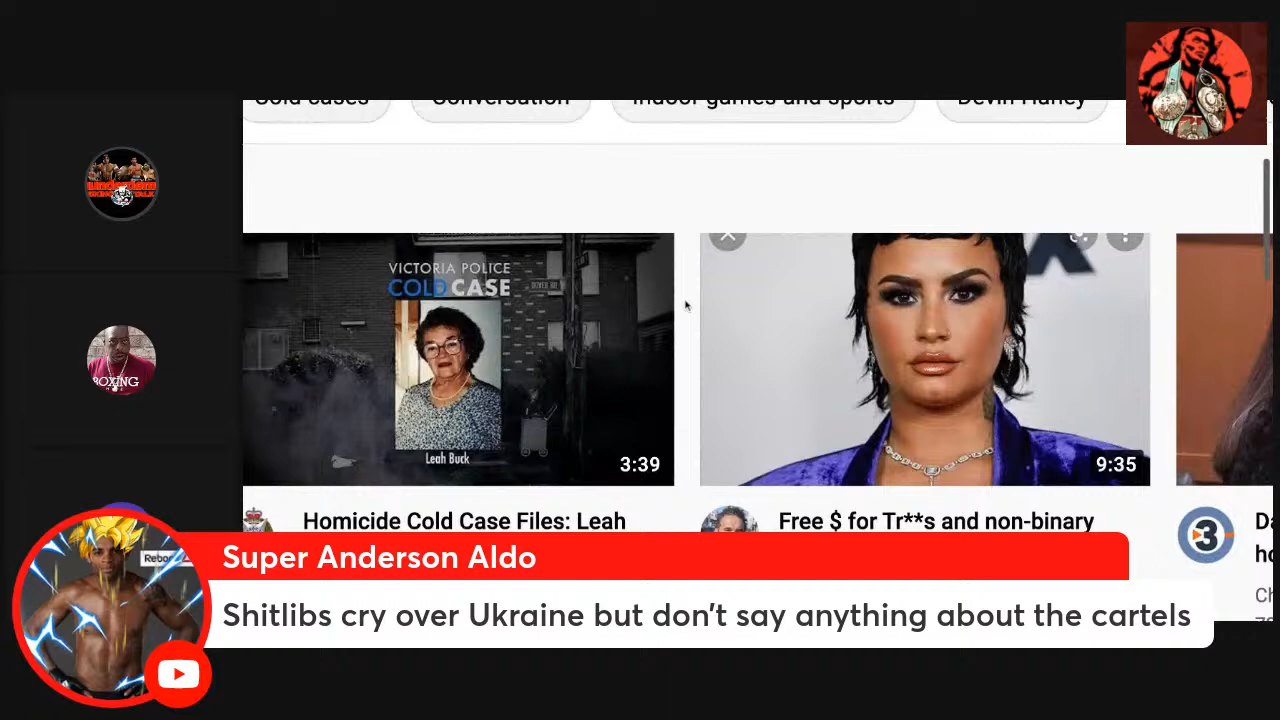 Cold cases
Conversation
Indoor games and sports
Devin Haney
VICTORIA POLICE
COLD CASE
Leah Buck
3:39
9:35
BOXING
Homicide Cold Case Files: Leah
Free $ for Tr**s and non-binary
3
Reebo
Super Anderson Aldo
Shitlibs cry over Ukraine but don't say anything about the cartels